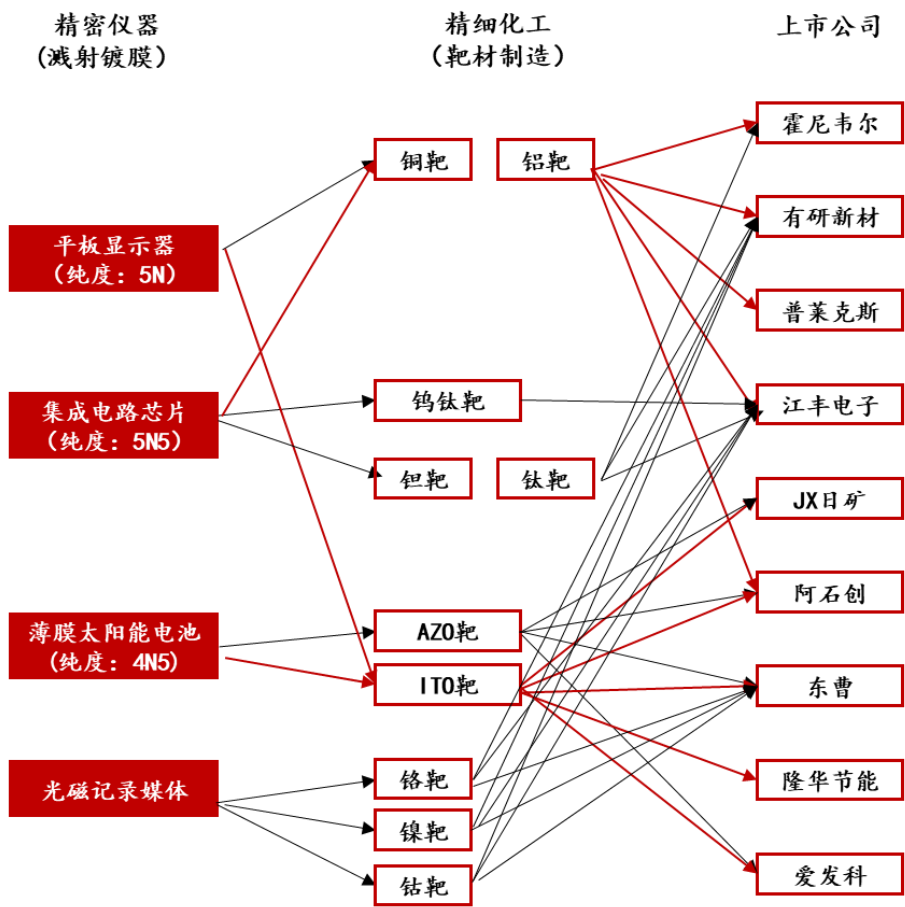 精密仪器
(溅射镀膜)
精细化工
(靶材制造)
上市公司
平板显示器
(纯度: 5N)
集成电路芯片
(纯度: 5N5)
薄膜太阳能电池
(纯度: 4N5)
光磁记录媒体
铜靶
铝靶
钨钛靶
钽靶
钛靶
AZO靶
ITO靶
铬靶
镍靶
钴靶
霍尼韦尔
有研新材
普莱克斯
江丰电子
JX日矿
阿石创
东曹
隆华节能
爱发科